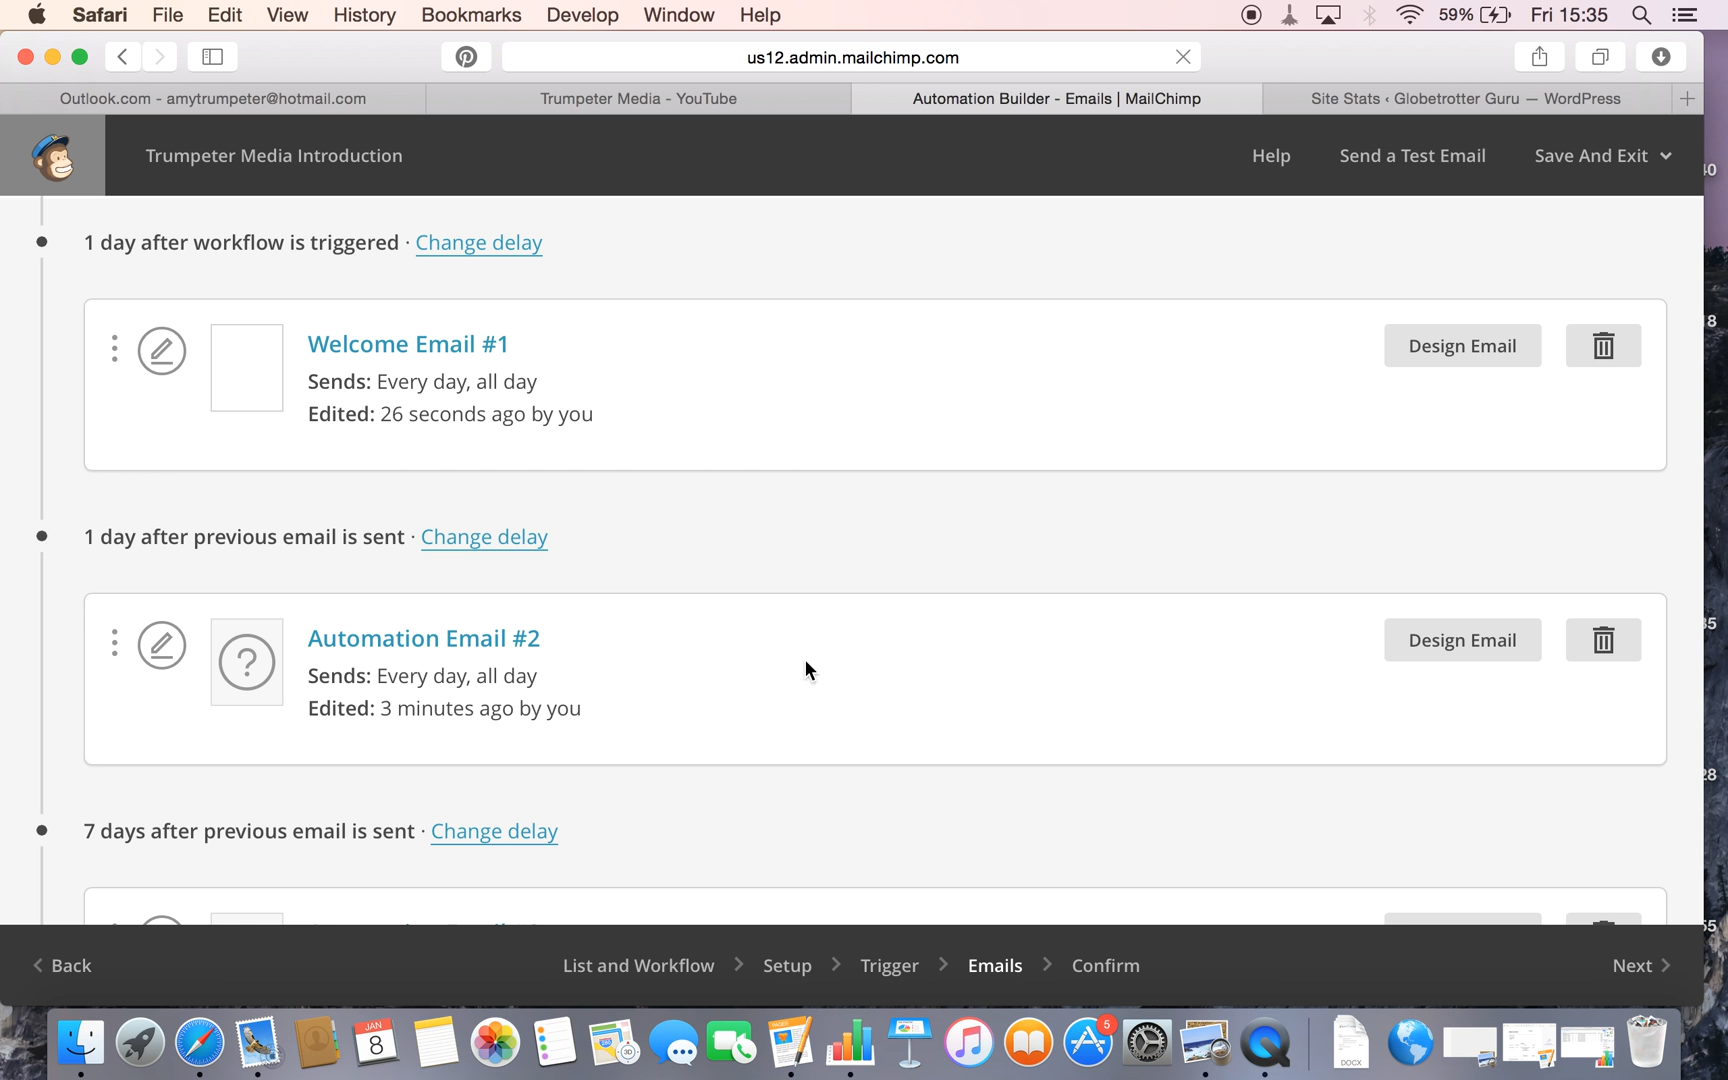 Safari File Edit View History Bookmarks Develop Window Help 59% Fri 15:35
us12.admin.mailchimp.com
Outlook.com - amytrumpeter@hotmail.com Trumpeter Media - YouTube Automation Builder - Emails | MailChimp Site Stats ‹ Globetrotter Guru — WordPress
Trumpeter Media Introduction Help Send a Test Email Save And Exit
1 day after workflow is triggered · Change delay
Welcome Email #1 Design Email
Sends: Every day, all day
Edited: 26 seconds ago by you
1 day after previous email is sent · Change delay
Automation Email #2 Design Email
?
Sends: Every day, all day
Edited: 3 minutes ago by you
7 days after previous email is sent · Change delay
Back List and Workflow Setup Trigger Emails Confirm Next
JAN
8
3D
5
DOCX